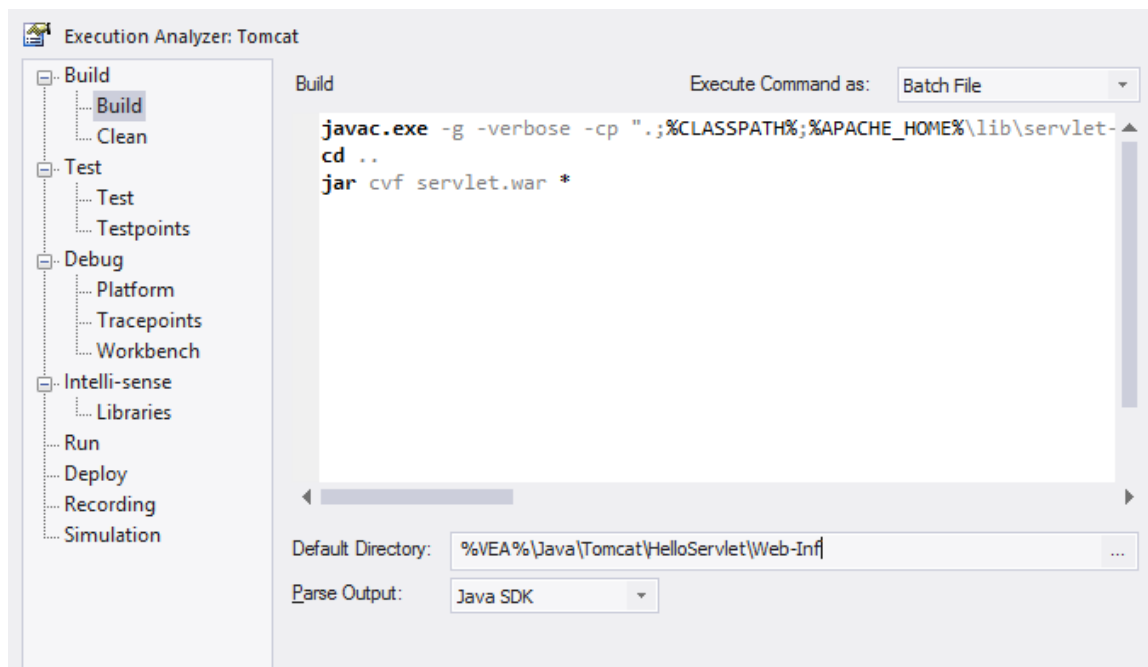 Execution Analyzer: Tomcat
Build
Build
Clean
Test
Test
Testpoints
Debug
Platform
Tracepoints
Workbench
Intelli-sense
Libraries
Run
Deploy
Recording
Simulation
Build
Execute Command as: Batch File
javac.exe -g -verbose -cp ".;%CLASSPATH%;%APACHE_HOME%\lib\servlet-
cd ..
jar cvf servlet.war *
Default Directory: %VEA%\Java\Tomcat\HelloServlet\Web-Inf ...
Parse Output: Java SDK